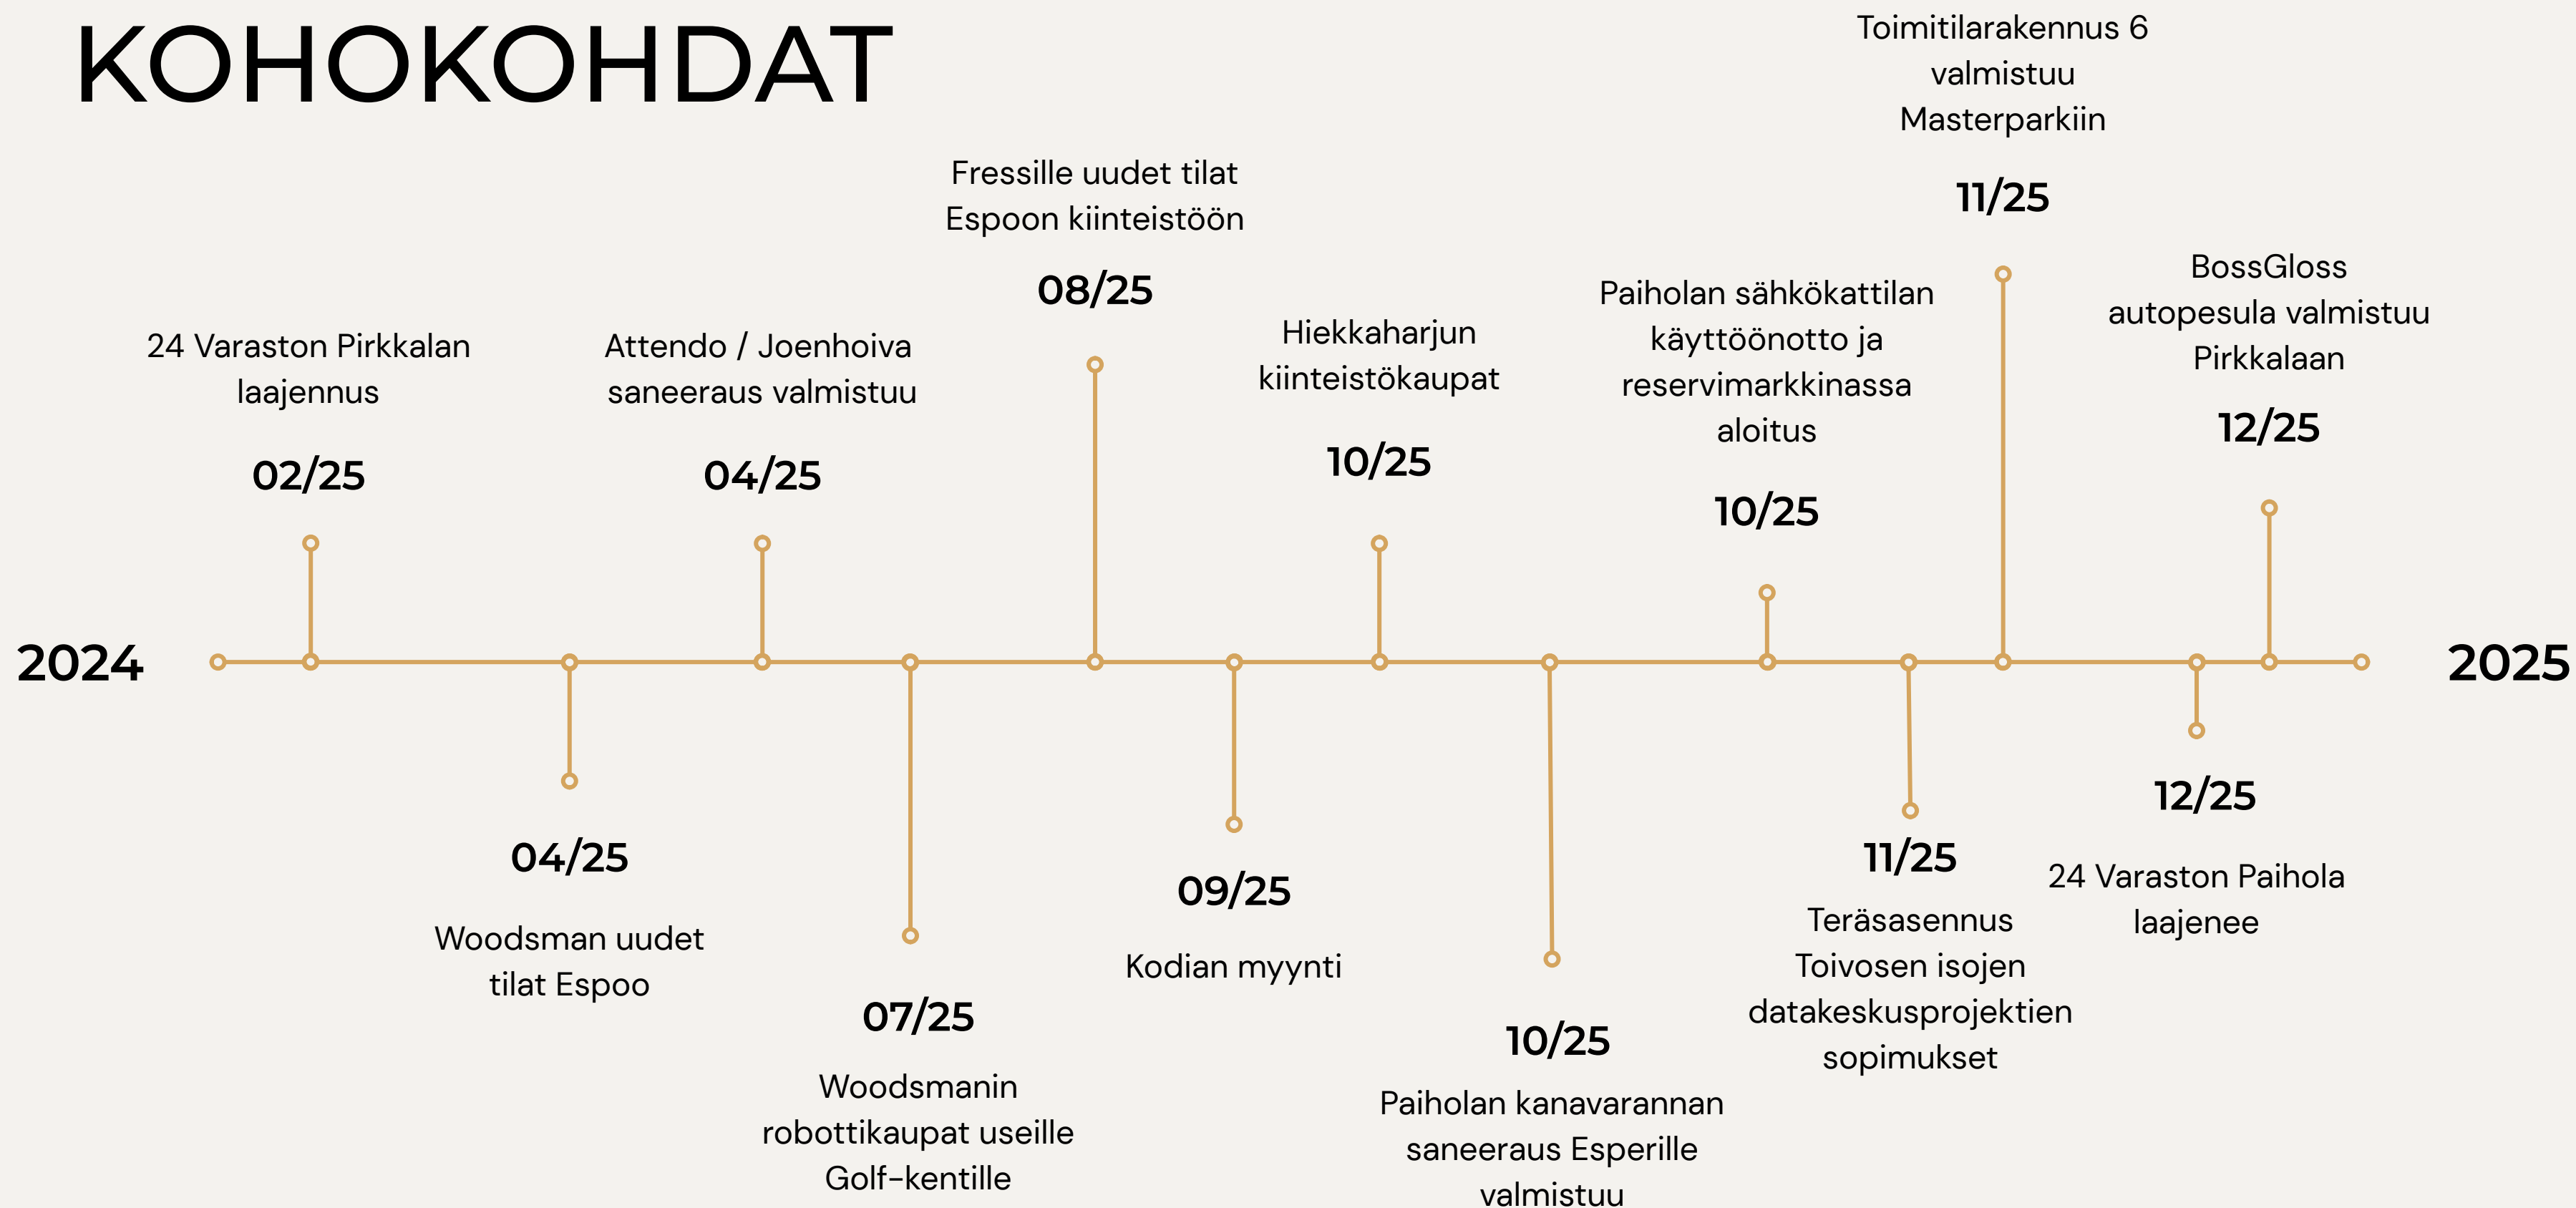 KOHOKOHDAT
2024
24 Varaston Pirkkalan
laajennus
02/25
04/25
Woodsman uudet
tilat Espoo
Attendo / Joenhoiva
saneeraus valmistuu
04/25
07/25
Woodsmanin
robottikaupat useille
Golf-kentille
Fressille uudet tilat
Espoon kiinteistöön
08/25
09/25
Kodian myynti
Hiekkaharjun
kiinteistökaupat
10/25
10/25
Paiholan kanavarannan
saneeraus Esperille
valmistuu
Paiholan sähkökattilan
käyttöönotto ja
reservimarkkinassa
aloitus
10/25
11/25
Teräsasennus
Toivosen isojen
datakeskusprojektien
sopimukset
Toimitilarakennus 6
valmistuu
Masterparkiin
11/25
12/25
24 Varaston Paihola
laajenee
BossGloss
autopesula valmistuu
Pirkkalaan
12/25
2025